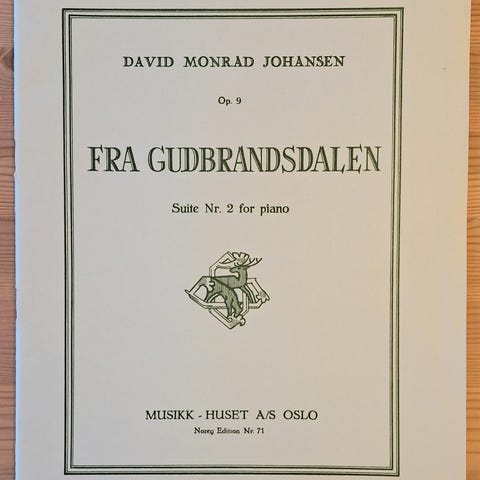 DAVID MONRAD JOHANSEN
Op. 9
FRA GUDBRANDSDALEN
Suite Nr. 2 for piano
MUSIKK - HUSET A/S OSLO
Noreg Edition Nr. 71